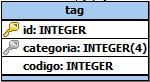 tag
id: INTEGER
categoria: INTEGER(4)
codigo: INTEGER